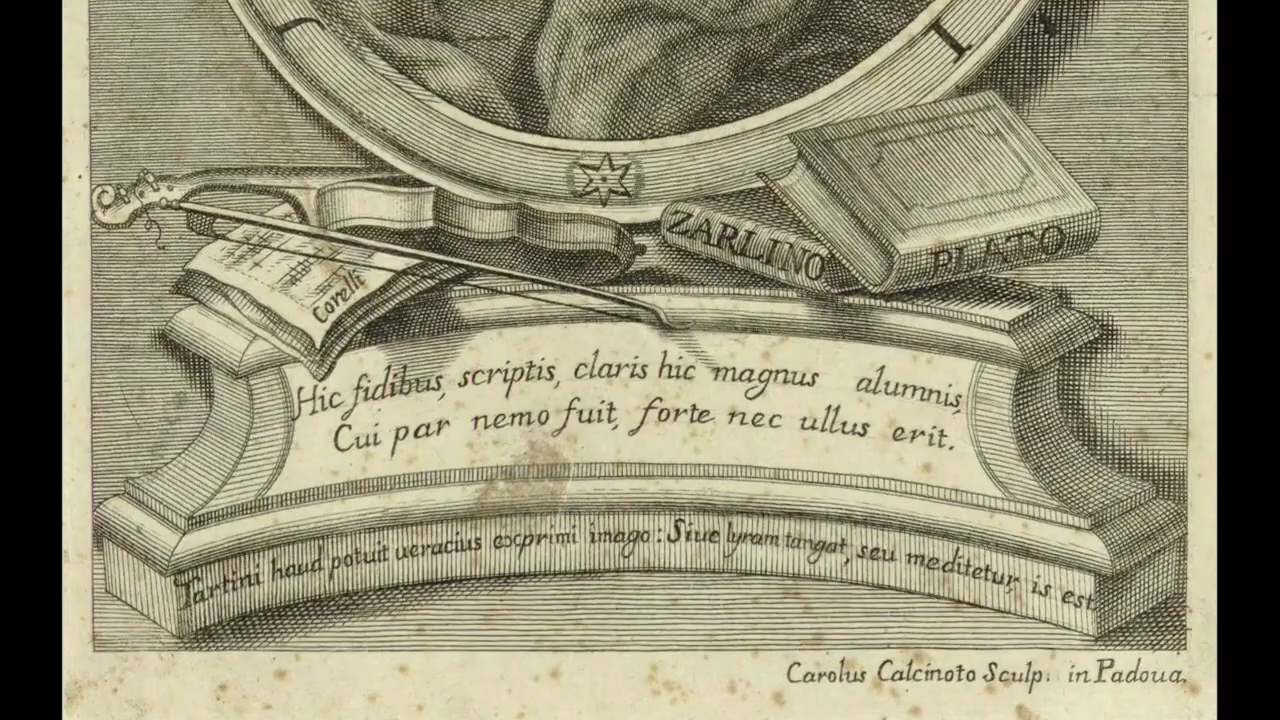 I
Corelli
ZARLINO
PLATO
Hic fidibus, scriptis, claris hic magnus alumnis,
Cui par nemo fuit, forte nec ullus erit.
Tartini haud potuit ueracius exprimi imago: Siue lyram tangat, seu meditetur, is est.
Carolus Calcinoto Sculp. in Padoua.